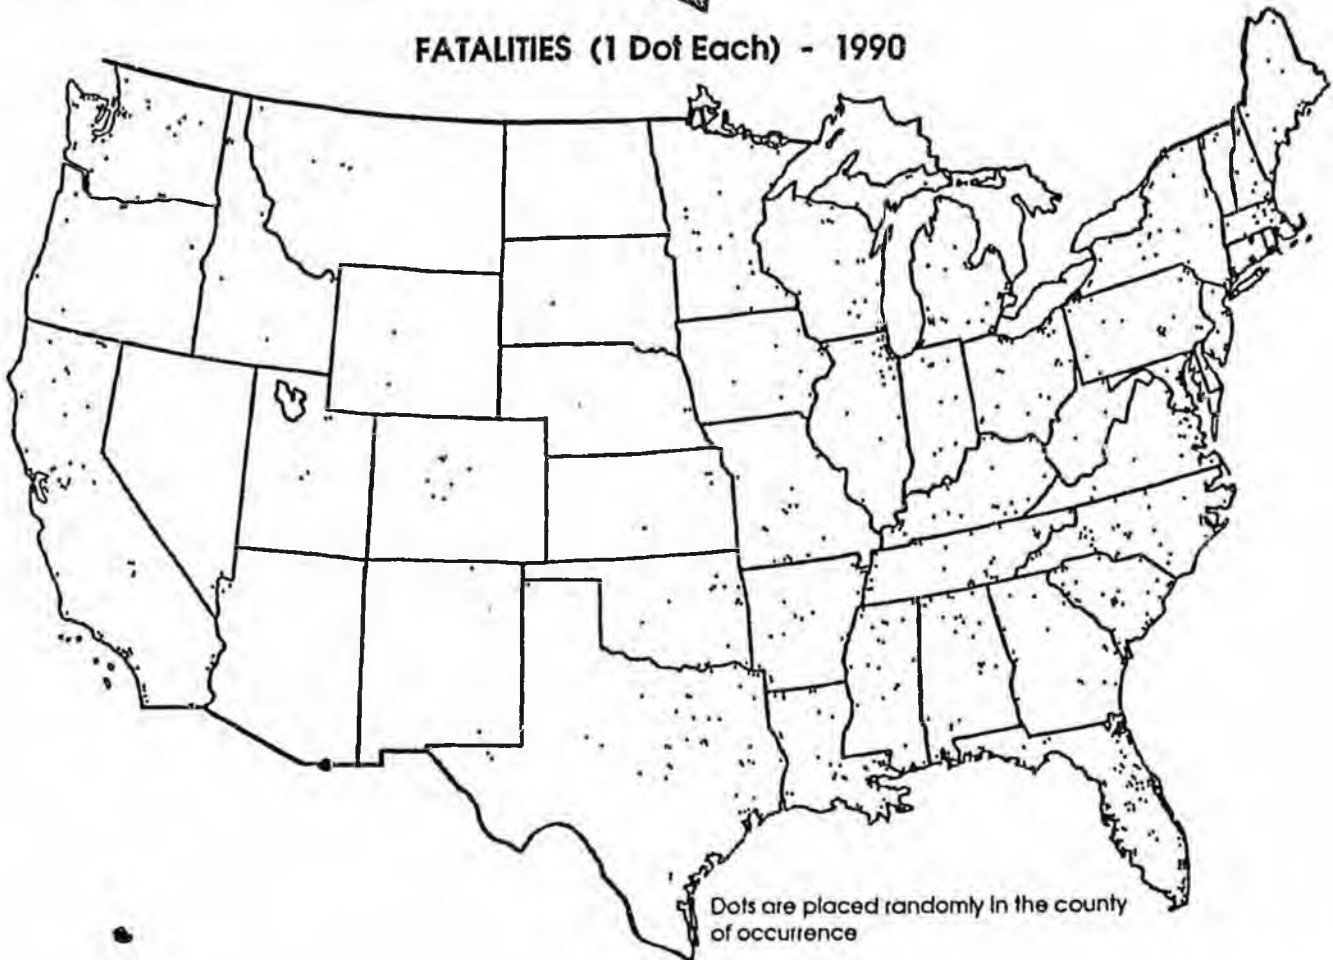 FATALITIES (1 Dot Each) - 1990
Dots are placed randomly in the county
of occurrence